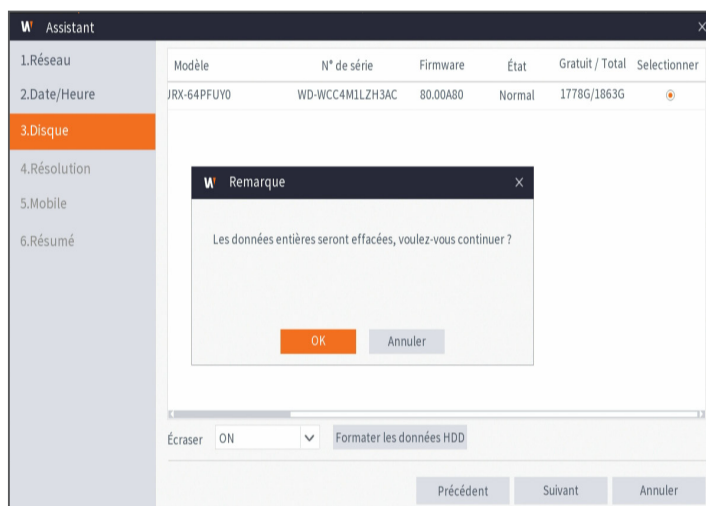 Assistant
1.Réseau
2.Date/Heure
3.Disque
4.Résolution
5.Mobile
6.Résumé
Modèle N° de série Firmware État Gratuit / Total Selectionner
JRX-64PFUY0 WD-WCC4M1LZH3AC 80.00A80 Normal 1778G/1863G
Remarque
Les données entières seront effacées, voulez-vous continuer ?
OK Annuler
Écraser ON Formater les données HDD
Précédent Suivant Annuler